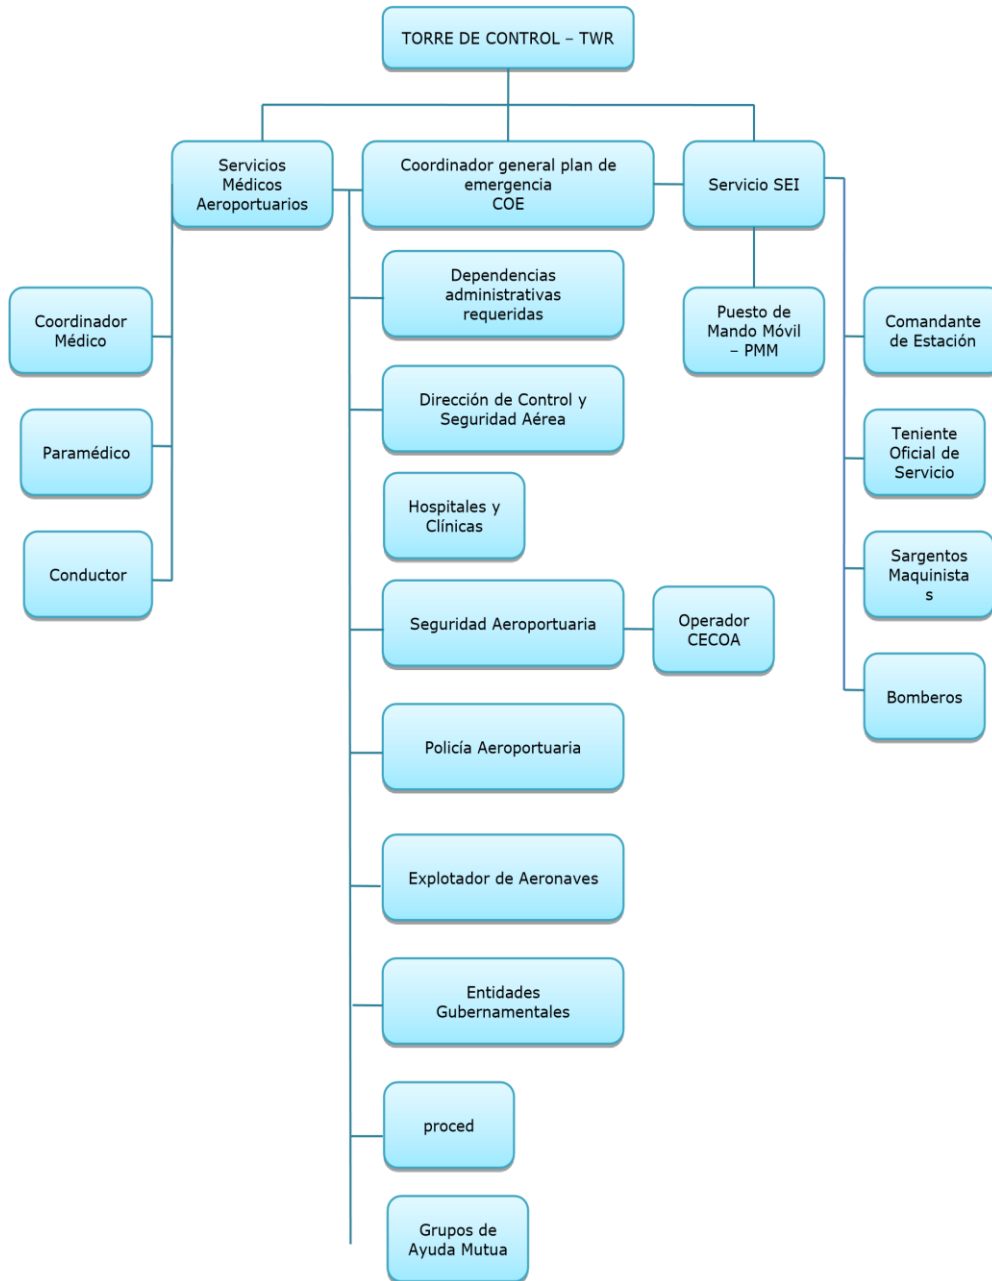 TORRE DE CONTROL – TWR
Servicios
Médicos
Aeroportuarios
Coordinador general plan de
emergencia
COE
Servicio SEI
Coordinador
Médico
Paramédico
Conductor
Dependencias
administrativas
requeridas
Dirección de Control y
Seguridad Aérea
Hospitales y
Clínicas
Seguridad Aeroportuaria
Operador
CECOA
Policía Aeroportuaria
Explotador de Aeronaves
Entidades
Gubernamentales
proced
Grupos de
Ayuda Mutua
Puesto de
Mando Móvil
– PMM
Comandante
de Estación
Teniente
Oficial de
Servicio
Sargentos
Maquinista
s
Bomberos